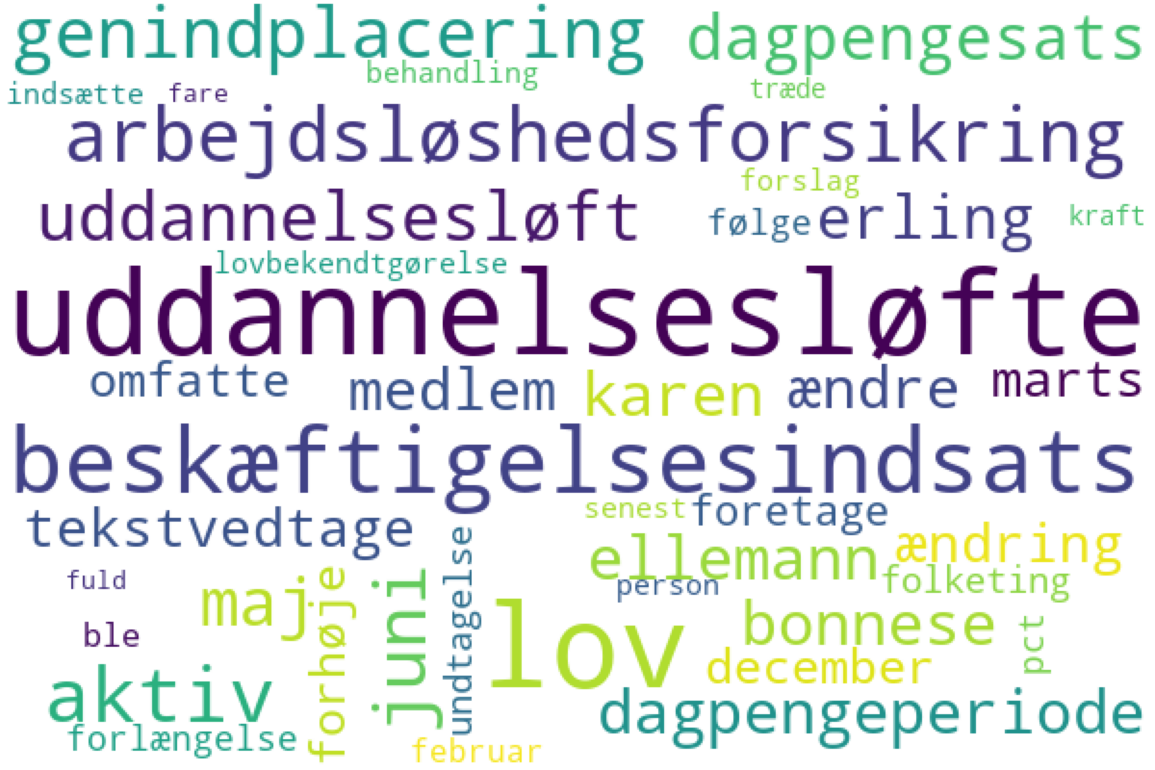 genindplacering dagpengesats
behandling
indsætte fare træde
arbejdsløshedsforsikring
forslag
uddannelsesløft følge erling kraft
lovbekendtgørelse
uddannelsesløfte
omfatte medlem karen ændre marts
beskæftigelsesindsats
senest foretage
tekstvedtage
ellemann ændring
fuld person folketing
maj forhøje juni undtagelse lov bonnese pct
ble
december
aktiv dagpengeperiode
forlængelse februar